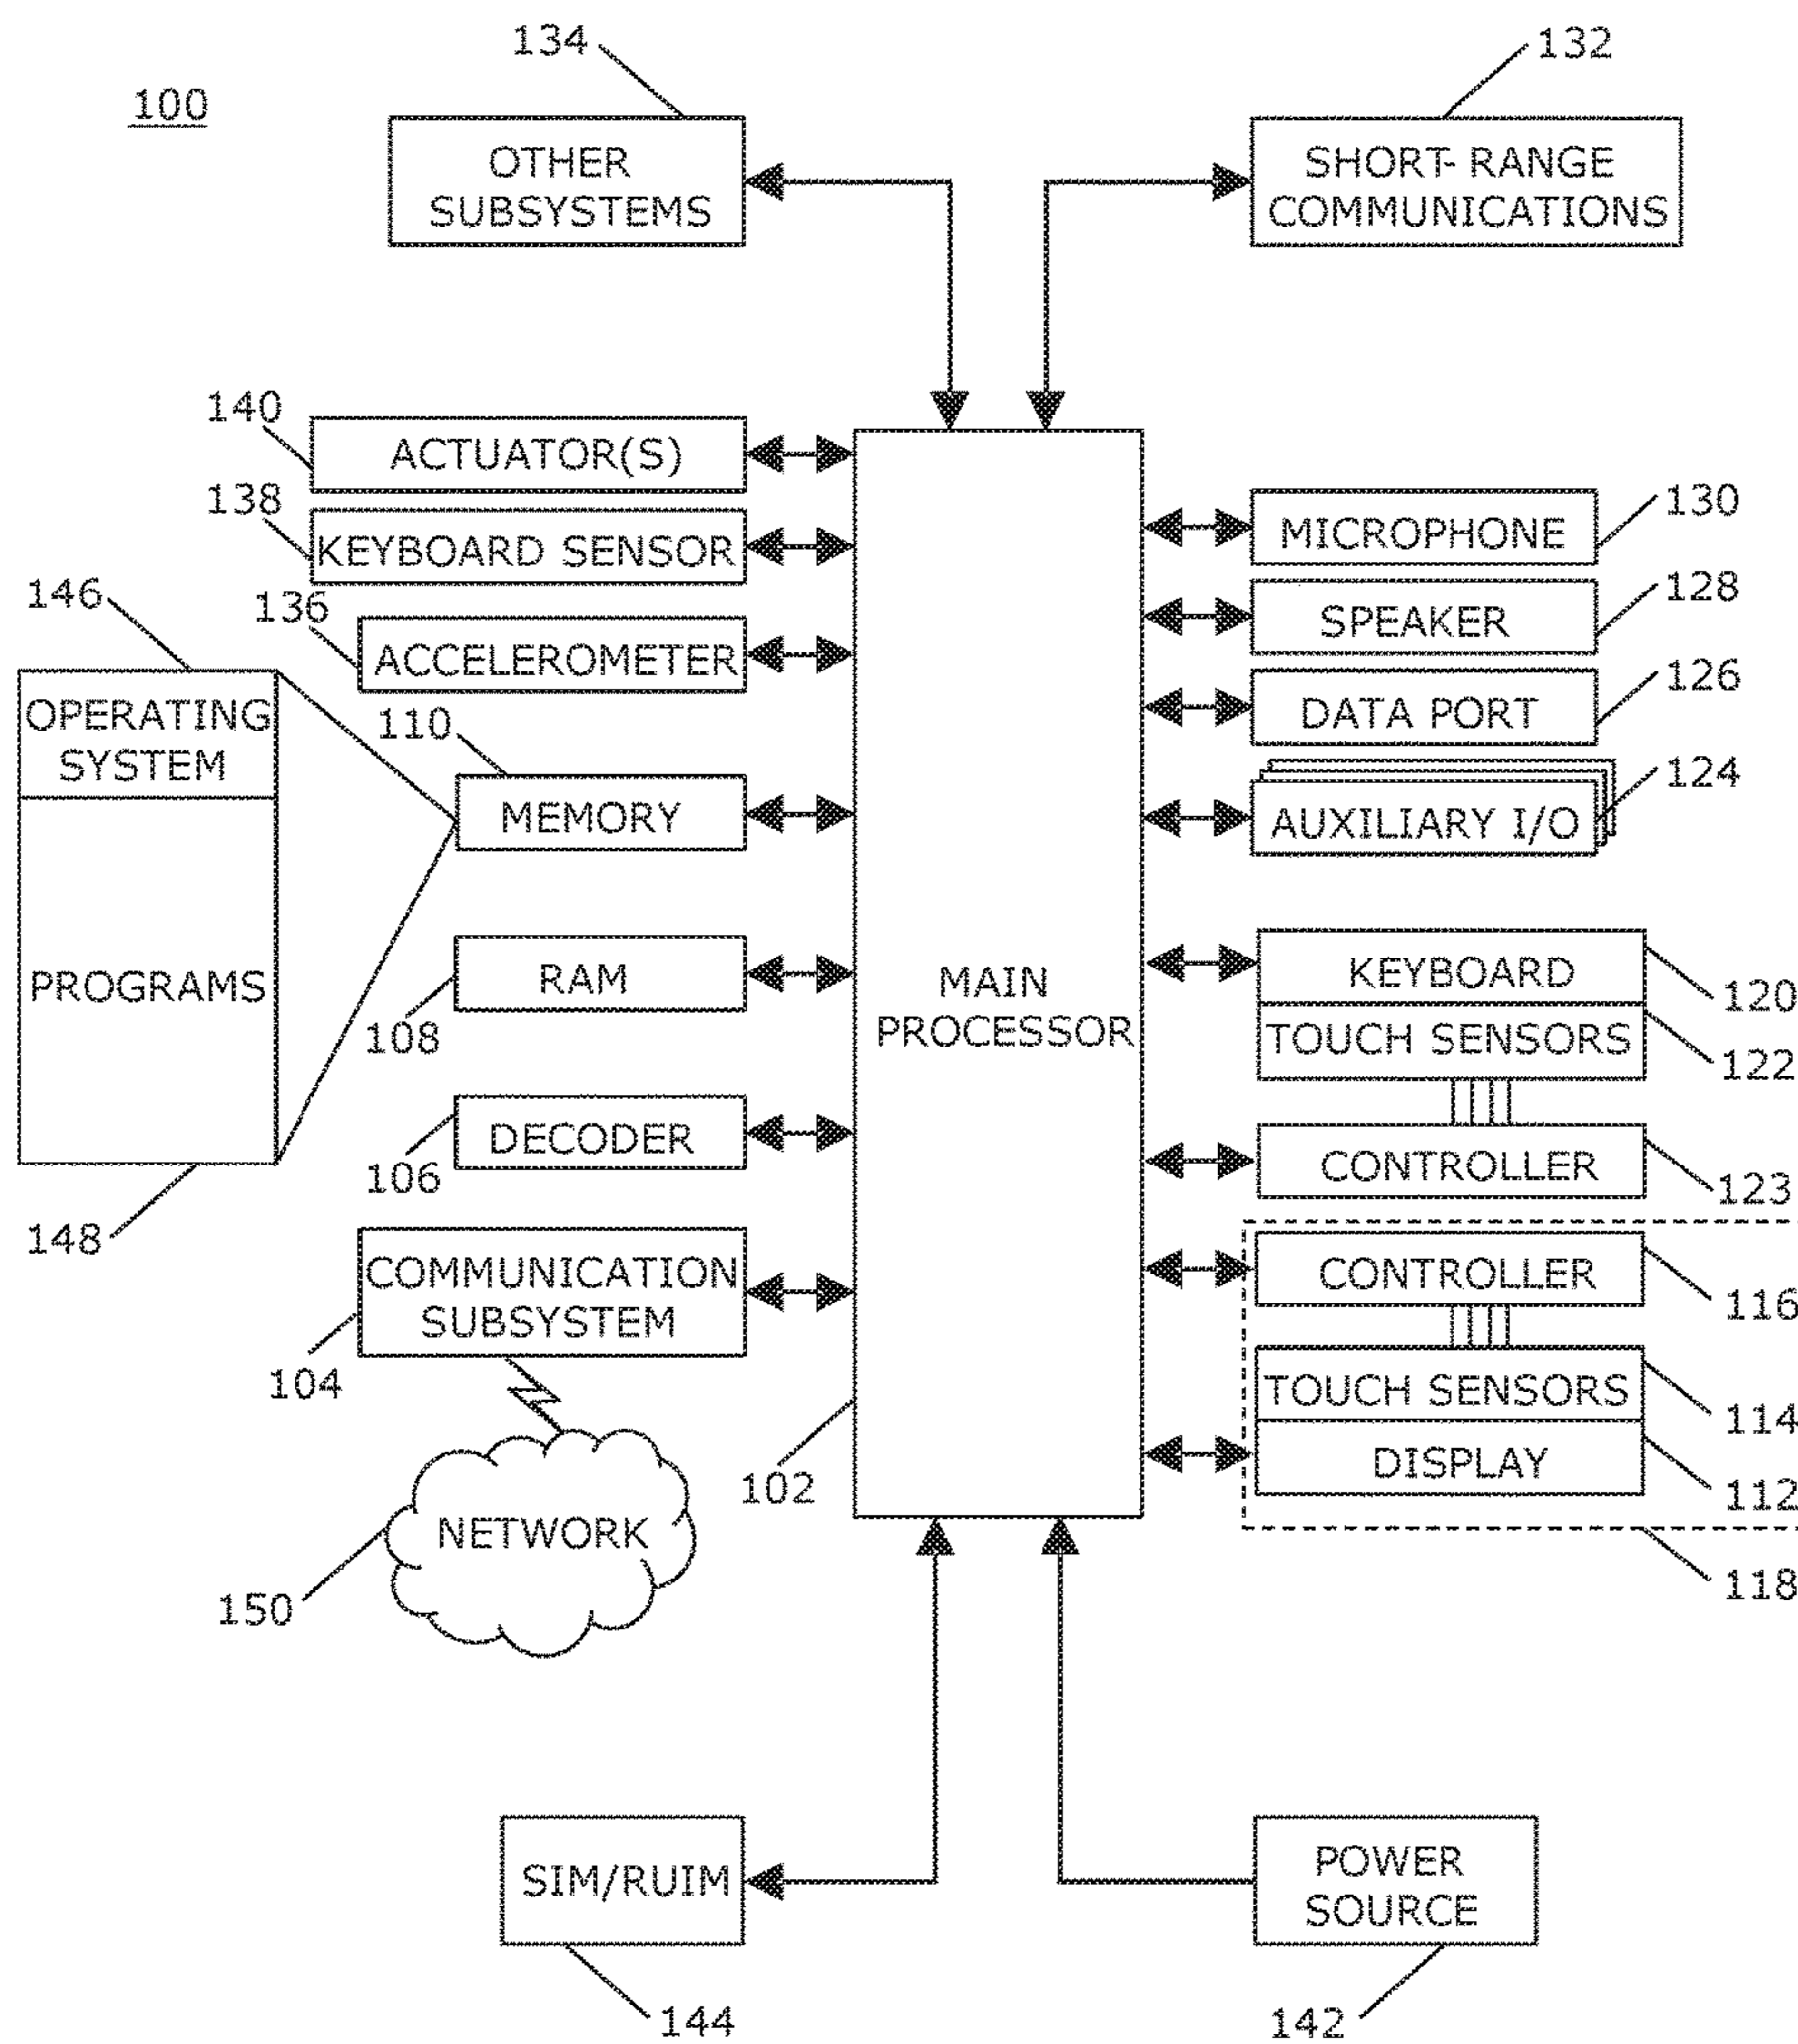 134
132
100
OTHER
SUBSYSTEMS
SHORT-RANGE
COMMUNICATIONS
140
ACTUATOR(S)
138
KEYBOARD SENSOR
MICROPHONE
130
146
136
ACCELEROMETER
SPEAKER
128
OPERATING
SYSTEM
110
MEMORY
DATA PORT
126
AUXILIARY I/O
124
PROGRAMS
RAM
108
MAIN
PROCESSOR
KEYBOARD
120
TOUCH SENSORS
122
DECODER
106
CONTROLLER
123
148
COMMUNICATION
SUBSYSTEM
104
CONTROLLER
116
TOUCH SENSORS
114
102
DISPLAY
112
NETWORK
150
118
SIM/RUIM
144
POWER
SOURCE
142